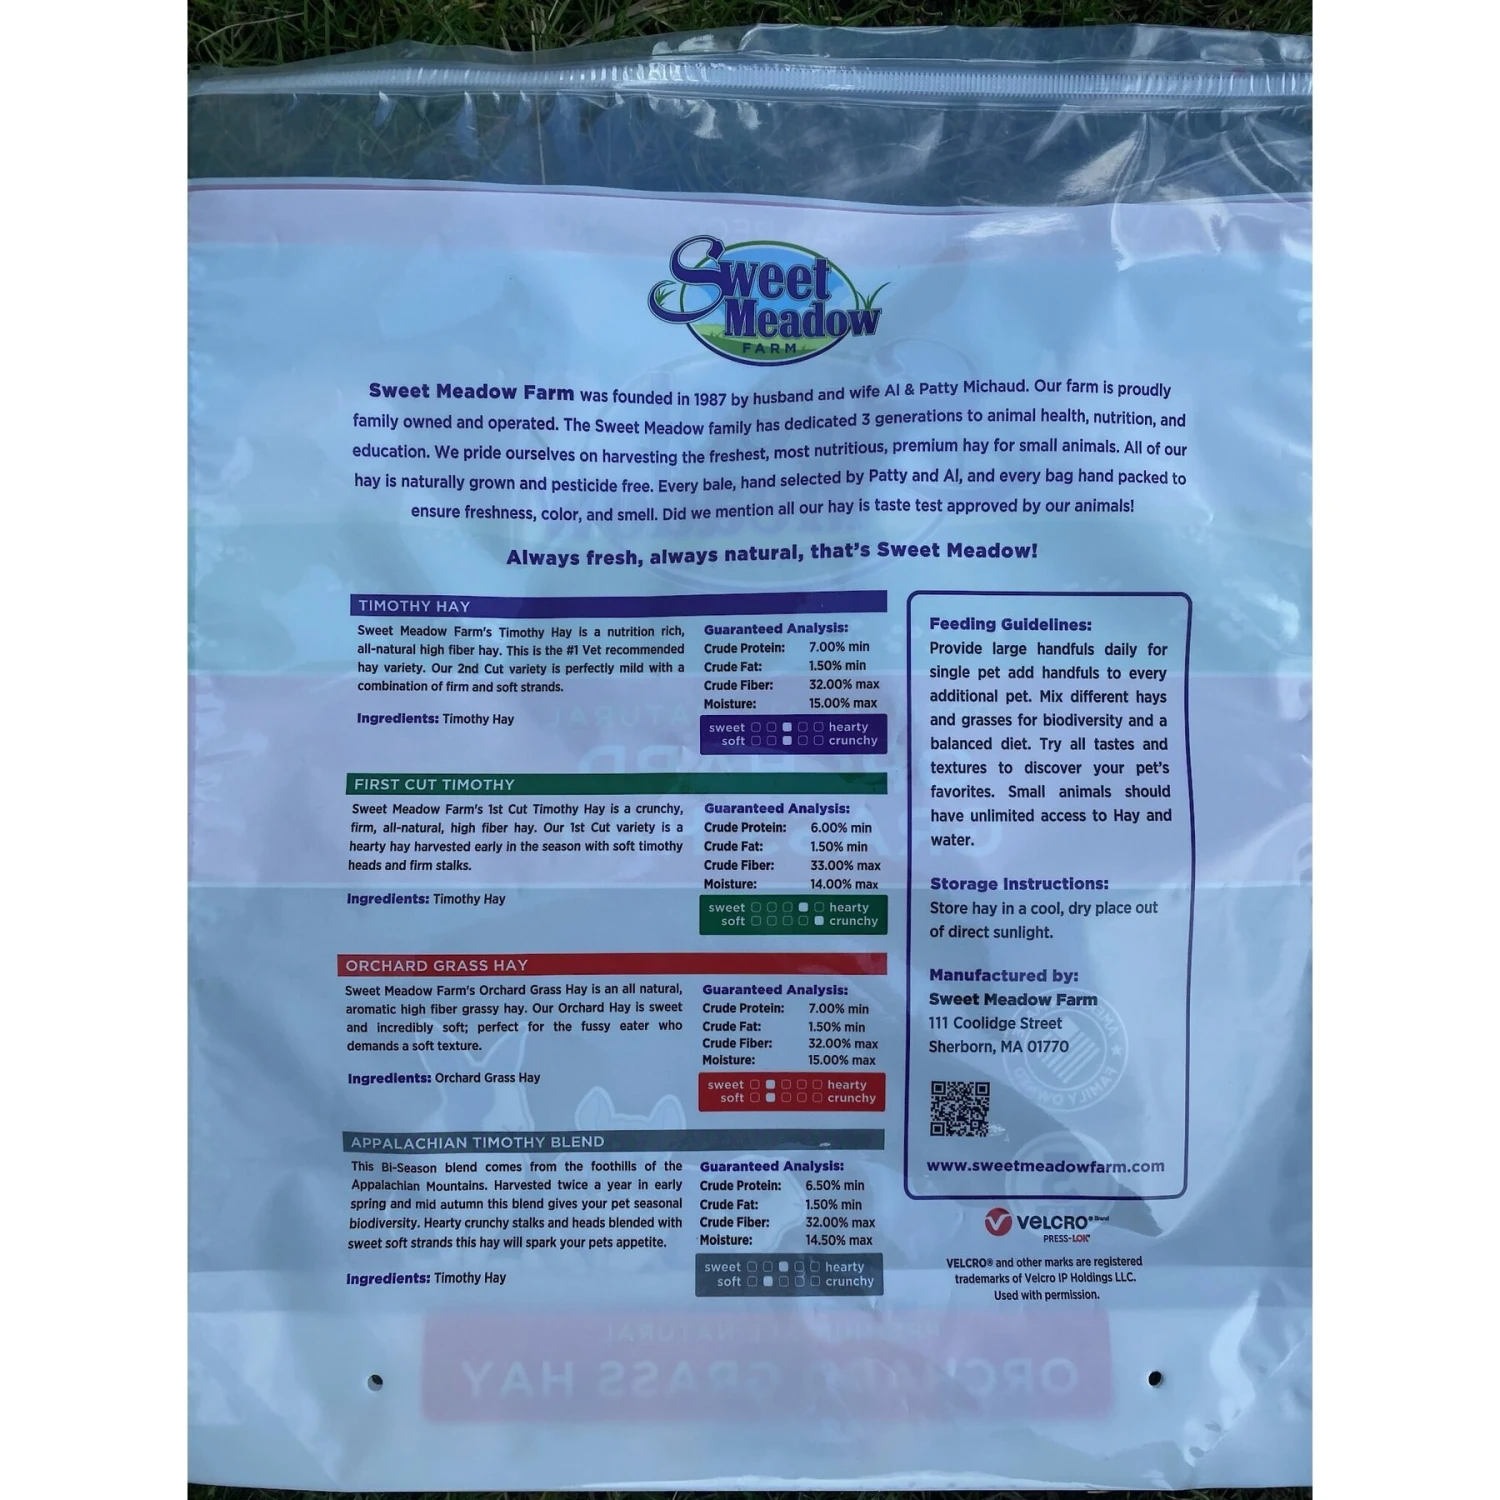 Sweet
Meadow
FARM
Sweet Meadow Farm was founded in 1987 by husband and wife Al & Patty Michaud. Our farm is proudly
family owned and operated. The Sweet Meadow family has dedicated 3 generations to animal health, nutrition, and
education. We pride ourselves on harvesting the freshest, most nutritious, premium hay for small animals. All of our
hay is naturally grown and pesticide free. Every bale, hand selected by Patty and Al, and every bag hand packed to
ensure freshness, color, and smell. Did we mention all our hay is taste test approved by our animals!
Always fresh, always natural, that's Sweet Meadow!
TIMOTHY HAY
Sweet Meadow Farm's Timothy Hay is a nutrition rich,
all-natural high fiber hay. This is the #1 Vet recommended
hay variety. Our 2nd Cut variety is perfectly mild with a
combination of firm and soft strands.
Ingredients: Timothy Hay
Guaranteed Analysis:
Crude Protein: 7.00% min
Crude Fat: 1.50% min
Crude Fiber: 32.00% max
Moisture: 15.00% max
sweet hearty
soft crunchy
FIRST CUT TIMOTHY
Sweet Meadow Farm's 1st Cut Timothy Hay is a crunchy,
firm, all-natural, high fiber hay. Our 1st Cut variety is a
hearty hay harvested early in the season with soft timothy
heads and firm stalks.
Ingredients: Timothy Hay
Guaranteed Analysis:
Crude Protein: 6.00% min
Crude Fat: 1.50% min
Crude Fiber: 33.00% max
Moisture: 14.00% max
sweet hearty
soft crunchy
ORCHARD GRASS HAY
Sweet Meadow Farm's Orchard Grass Hay is an all natural,
aromatic high fiber grassy hay. Our Orchard Hay is sweet
and incredibly soft; perfect for the fussy eater who
demands a soft texture.
Ingredients: Orchard Grass Hay
Guaranteed Analysis:
Crude Protein: 7.00% min
Crude Fat: 1.50% min
Crude Fiber: 32.00% max
Moisture: 15.00% max
sweet hearty
soft crunchy
APPALACHIAN TIMOTHY BLEND
This Bi-Season blend comes from the foothills of the
Appalachian Mountains. Harvested twice a year in early
spring and mid autumn this blend gives your pet seasonal
biodiversity. Hearty crunchy stalks and heads blended with
sweet soft strands this hay will spark your pets appetite.
Ingredients: Timothy Hay
Guaranteed Analysis:
Crude Protein: 6.50% min
Crude Fat: 1.50% min
Crude Fiber: 32.00% max
Moisture: 14.50% max
sweet hearty
soft crunchy
Feeding Guidelines:
Provide large handfuls daily for
single pet add handfuls to every
additional pet. Mix different hays
and grasses for biodiversity and a
balanced diet. Try all tastes and
textures to discover your pet's
favorites. Small animals should
have unlimited access to Hay and
water.
Storage Instructions:
Store hay in a cool, dry place out
of direct sunlight.
Manufactured by:
Sweet Meadow Farm
111 Coolidge Street
Sherborn, MA 01770
www.sweetmeadowfarm.com
VELCRO® Brand
PRESS-LOK®
VELCRO® and other marks are registered
trademarks of Velcro IP Holdings LLC.
Used with permission.
ORCHARD GRASS HAY